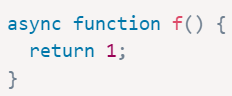 async function f() {
  return 1;
}